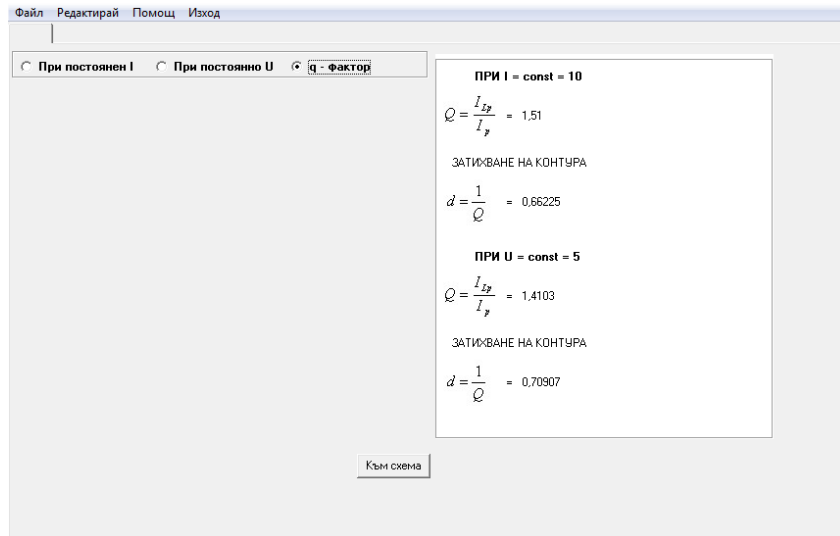 Файл Редактирай Помощ Изход
При постоянен I При постоянно U q - фактор
ПРИ I = const = 10
Q = I_Lp / I_p = 1,51
ЗАТИХВАНЕ НА КОНТУРА
d = 1 / Q = 0,66225
ПРИ U = const = 5
Q = I_Lp / I_p = 1,4103
ЗАТИХВАНЕ НА КОНТУРА
d = 1 / Q = 0,70907
Към схема